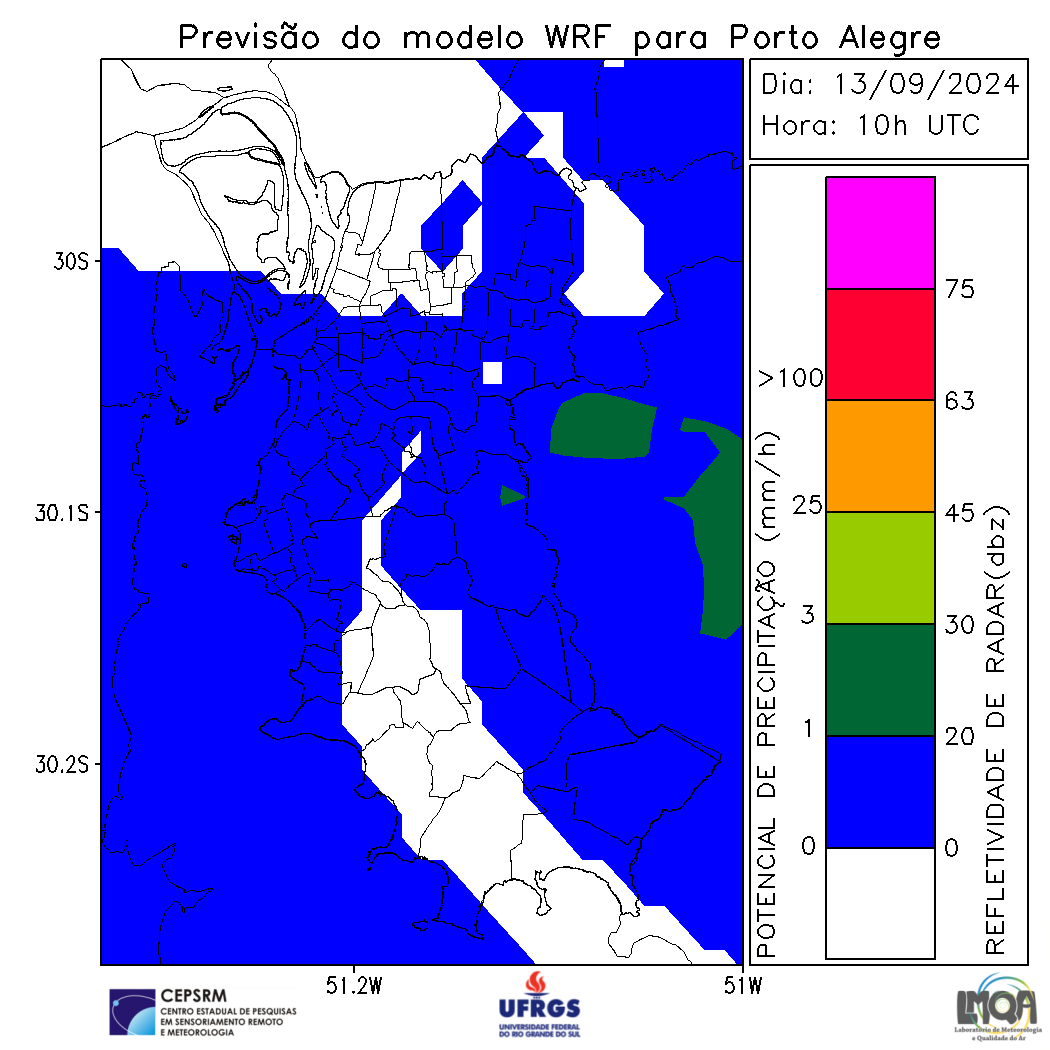 Previsão do modelo WRF para Porto Alegre
Dia: 13/09/2024
Hora: 10h UTC
30S
30.1S
30.2S
51.2W
51W
POTENCIAL DE PRECIPITAÇÃO (mm/h)
>100
25
3
1
0
75
63
45
30
20
0
REFLETIVIDADE DE RADAR(dbz)
CEPSRM
CENTRO ESTADUAL DE PESQUISAS
EM SENSORIAMENTO REMOTO
E METEOROLOGIA
UFRGS
UNIVERSIDADE FEDERAL
DO RIO GRANDE DO SUL
LMQA
Laboratório de Meteorologia
e Qualidade do Ar